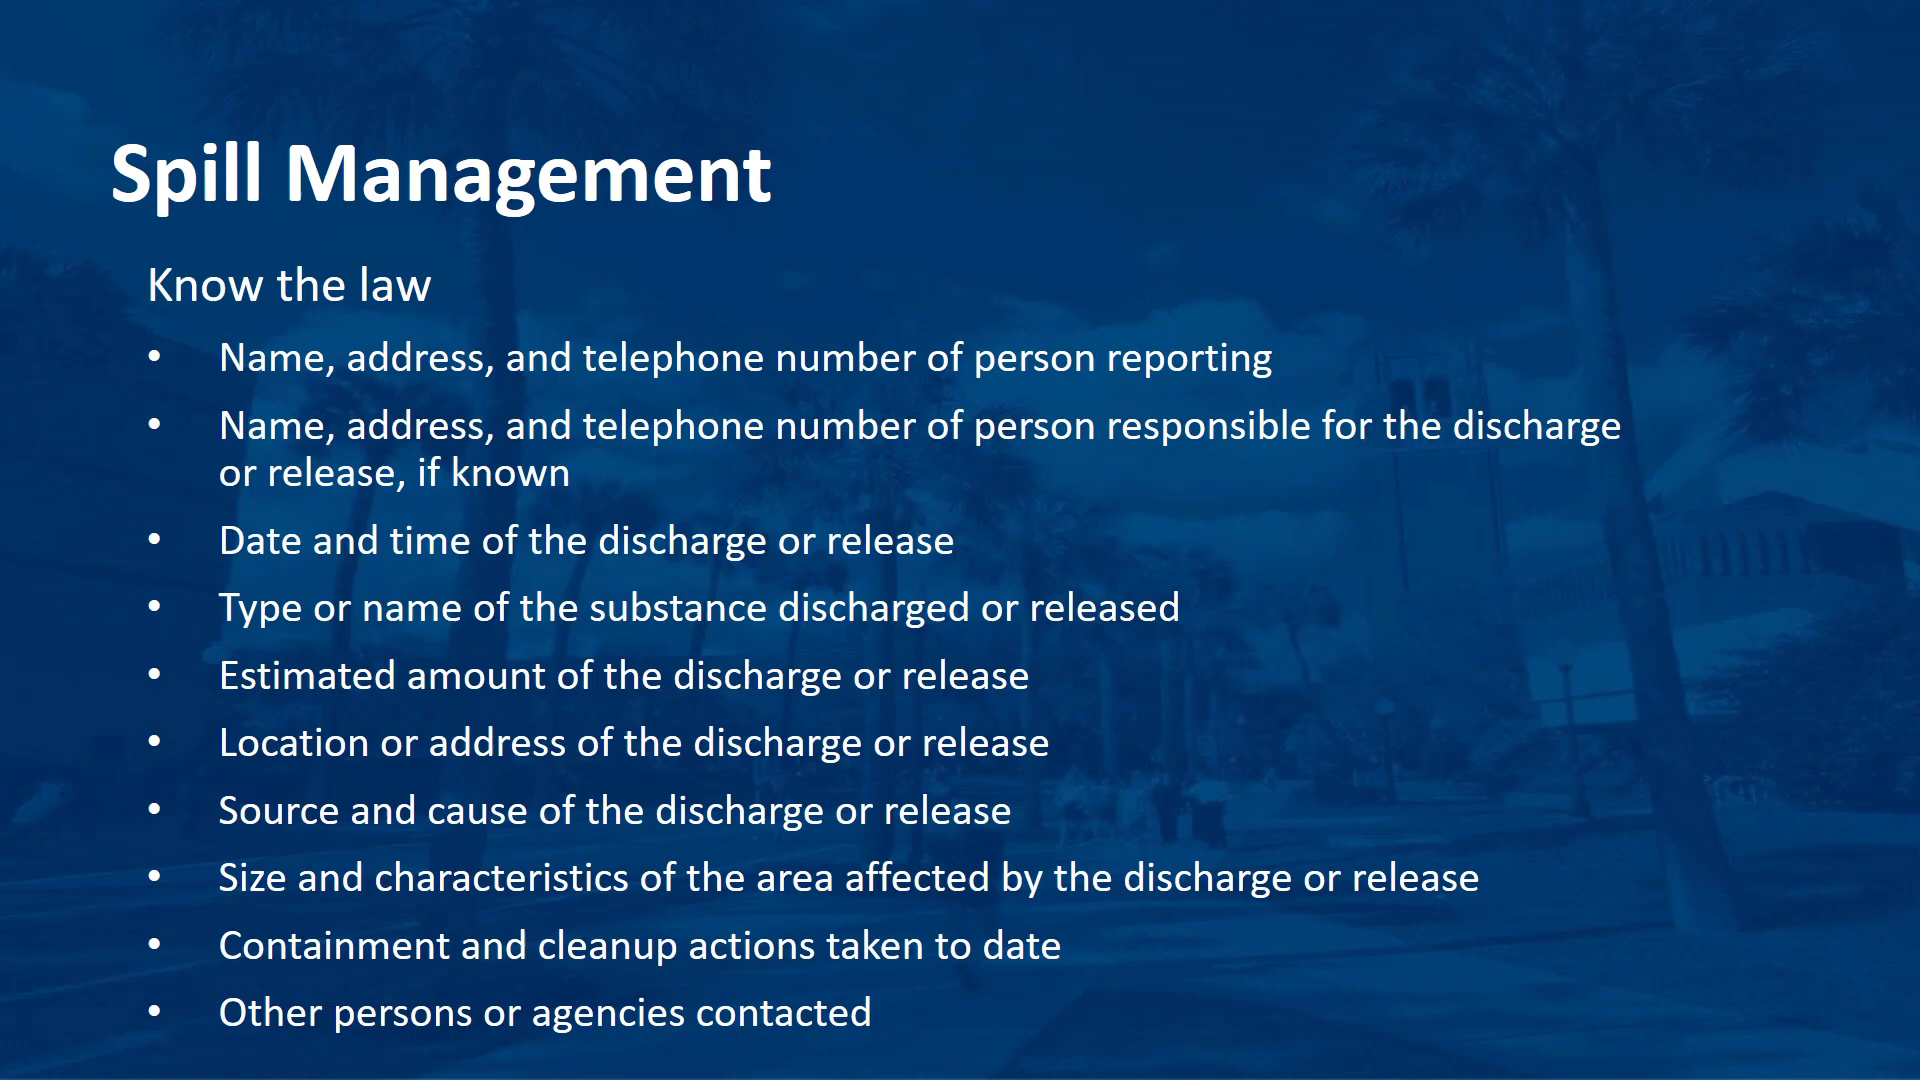 Spill Management
Know the law
• Name, address, and telephone number of person reporting
• Name, address, and telephone number of person responsible for the discharge
or release, if known
• Date and time of the discharge or release
• Type or name of the substance discharged or released
• Estimated amount of the discharge or release
• Location or address of the discharge or release
• Source and cause of the discharge or release
• Size and characteristics of the area affected by the discharge or release
• Containment and cleanup actions taken to date
• Other persons or agencies contacted